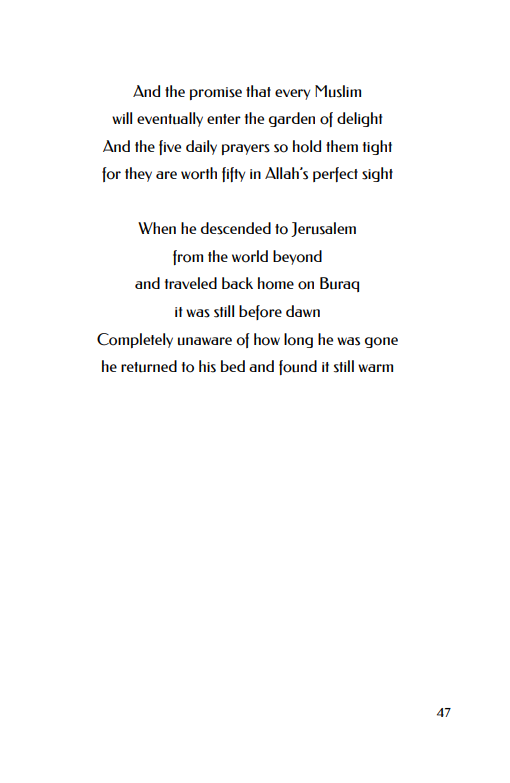 And the promise that every Muslim
will eventually enter the garden of delight
And the five daily prayers so hold them tight
for they are worth fifty in Allah's perfect sight
When he descended to Jerusalem
from the world beyond
and traveled back home on Buraq
it was still before dawn
Completely unaware of how long he was gone
he returned to his bed and found it still warm
47